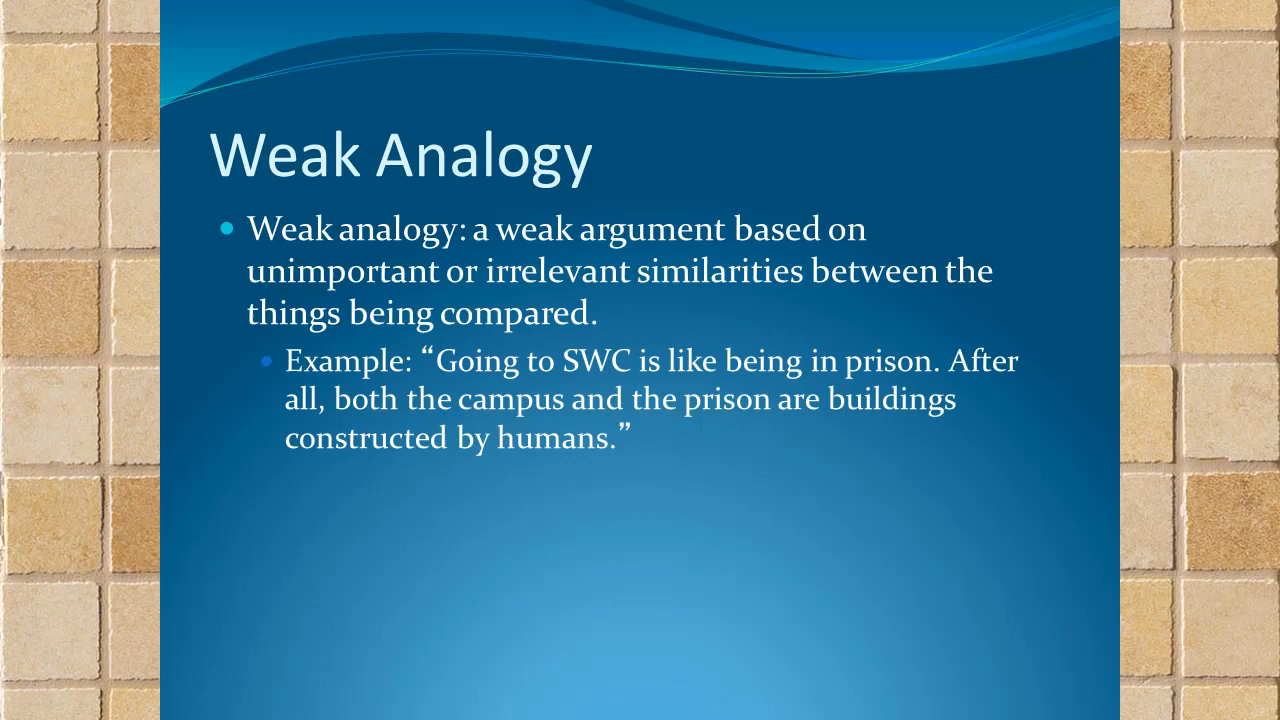 Weak Analogy
Weak analogy: a weak argument based on
unimportant or irrelevant similarities between the
things being compared.
Example: “Going to SWC is like being in prison. After
all, both the campus and the prison are buildings
constructed by humans.”